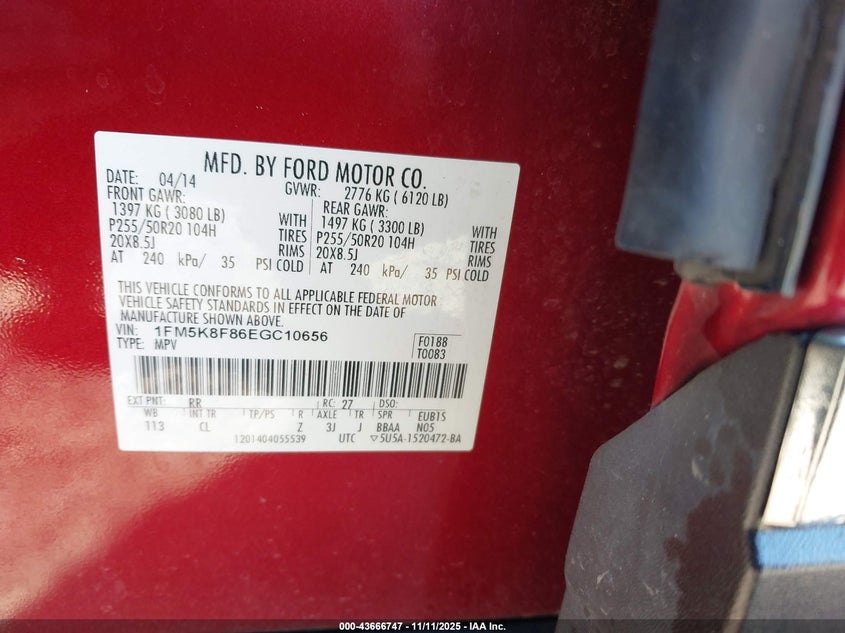 MFD. BY FORD MOTOR CO.
DATE: 04/14 GVWR: 2776 KG ( 6120 LB)
FRONT GAWR: REAR GAWR:
1397 KG ( 3080 LB) WITH 1497 KG ( 3300 LB) WITH
P255/50R20 104H TIRES P255/50R20 104H TIRES
20X8.5J RIMS 20X8.5J RIMS
AT 240 kPa/ 35 PSI COLD AT 240 kPa/ 35 PSI COLD
THIS VEHICLE CONFORMS TO ALL APPLICABLE FEDERAL MOTOR
VEHICLE SAFETY STANDARDS IN EFFECT ON THE DATE OF
MANUFACTURE SHOWN ABOVE.
VIN: 1FM5K8F86EGC10656 F0188
TYPE: MPV T0083
EXT PNT: RR RC: 27 DSO:
WB INT TR TP/PS R AXLE TR SPR EUB1S
113 CL Z 3J J BBAA N05
1201404055539 UTC ▽5U5A-1520472-BA
000-43666747 - 11/11/2025 - IAA Inc.